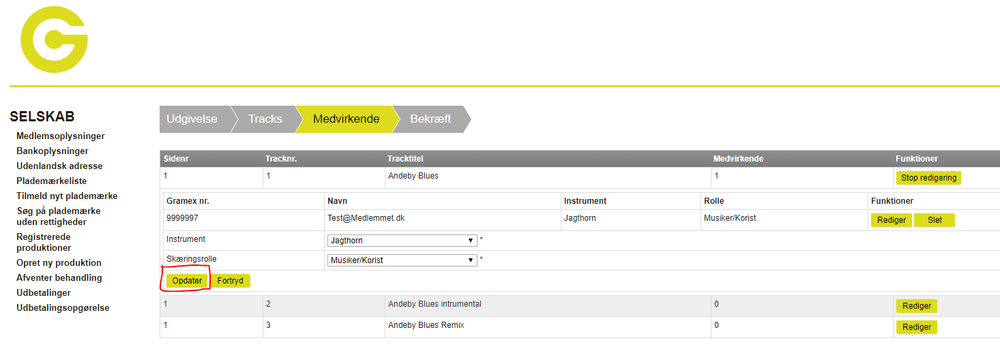 SELSKAB
Medlemsoplysninger
Bankoplysninger
Udenlandsk adresse
Plademærkeliste
Tilmeld nyt plademærke
Søg på plademærke
uden rettigheder
Registrerede
produktioner
Opret ny produktion
Afventer behandling
Udbetalinger
Udbetalingsopgørelse
Udgivelse Tracks Medvirkende Bekræft
Sidenr Tracknr. Tracktitel Medvirkende Funktioner
1 1 Andeby Blues 1 Stop redigering
Gramex nr. Navn Instrument Rolle Funktioner
9999997 Test@Medlemmet.dk Jagthorn Musiker/Korist Rediger Slet
Instrument Jagthorn *
Skæringsrolle Musiker/Korist *
Opdater Fortryd
1 2 Andeby Blues intrumental 0 Rediger
1 3 Andeby Blues Remix 0 Rediger